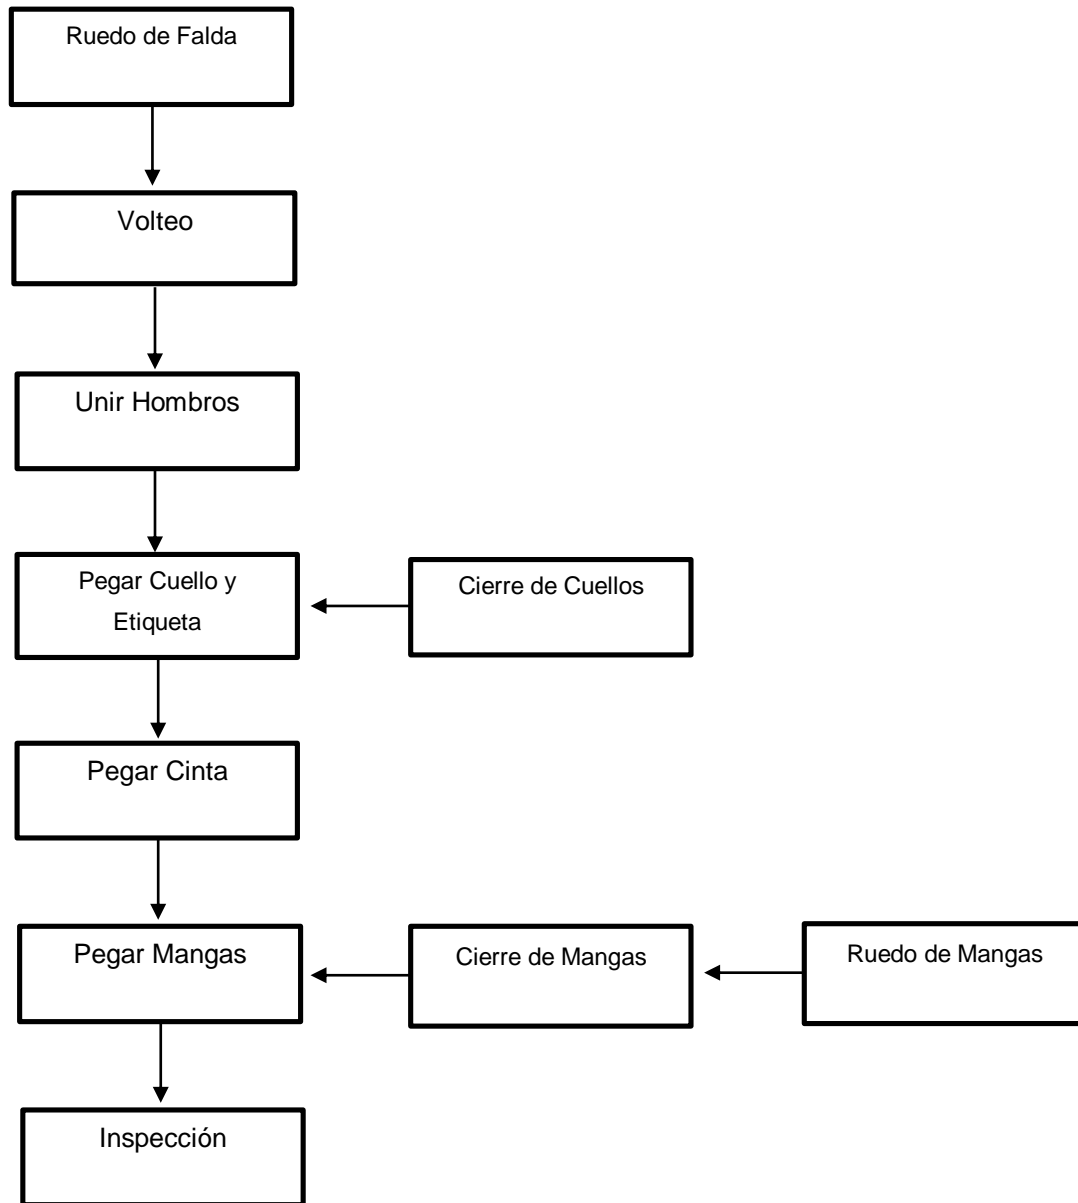 Ruedo de Falda
Volteo
Unir Hombros
Pegar Cuello y
Etiqueta
Cierre de Cuellos
Pegar Cinta
Pegar Mangas
Cierre de Mangas
Ruedo de Mangas
Inspección